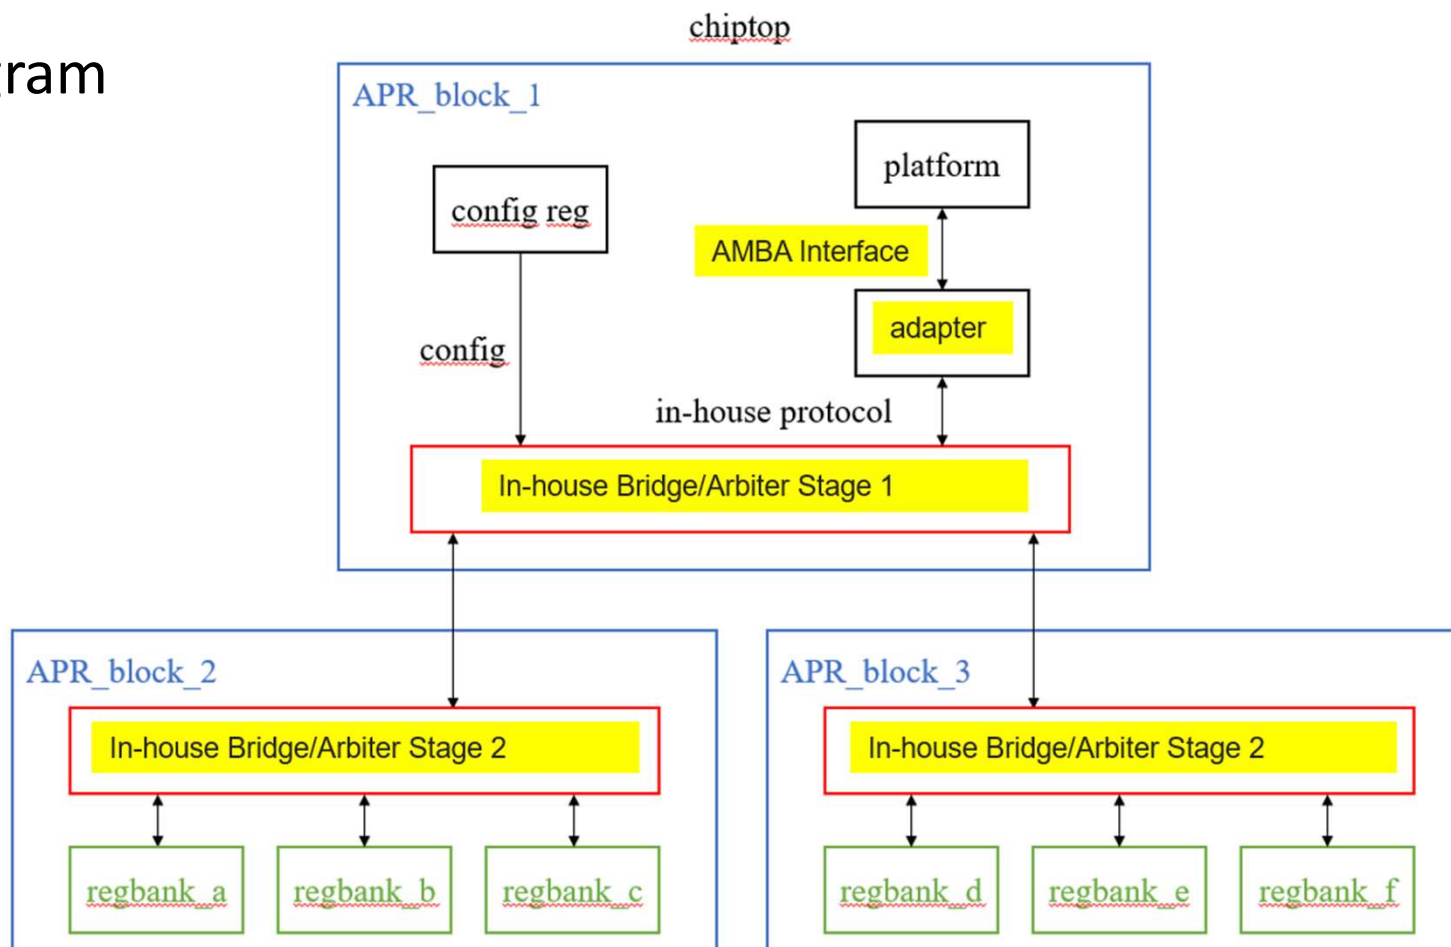 chiptop
gram
APR_block_1
platform
config reg
AMBA Interface
adapter
config
in-house protocol
In-house Bridge/Arbiter Stage 1
APR_block_2
APR_block_3
In-house Bridge/Arbiter Stage 2
In-house Bridge/Arbiter Stage 2
regbank_a
regbank_b
regbank_c
regbank_d
regbank_e
regbank_f